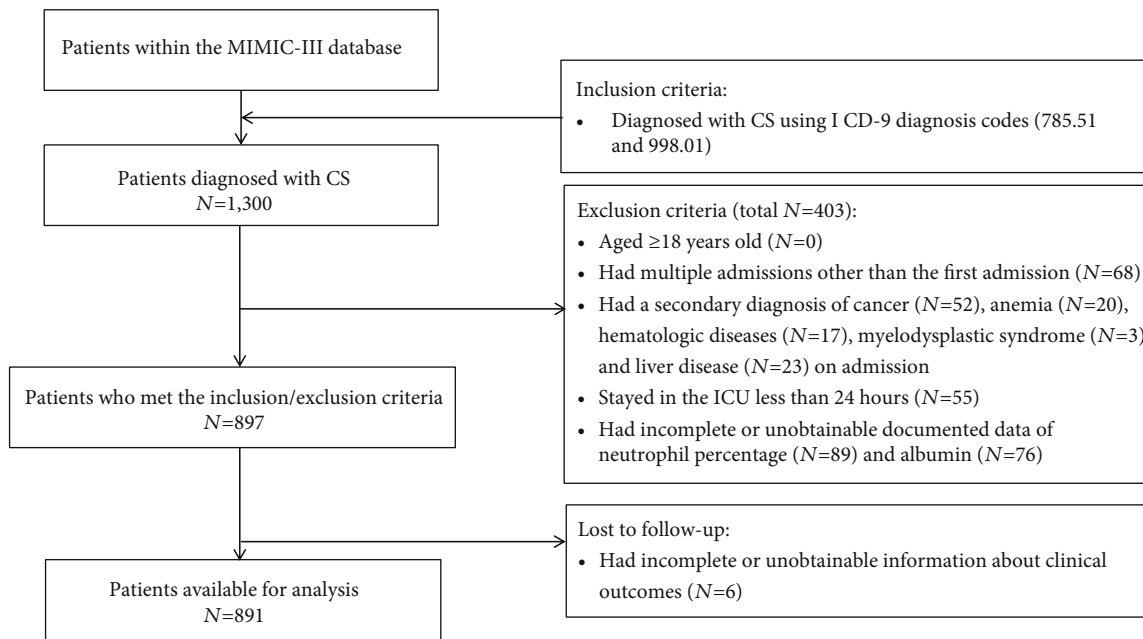 Patients within the MIMIC-III database
Inclusion criteria:
• Diagnosed with CS using I CD-9 diagnosis codes (785.51
and 998.01)
Patients diagnosed with CS
N=1,300
Exclusion criteria (total N=403):
• Aged ≥18 years old (N=0)
• Had multiple admissions other than the first admission (N=68)
• Had a secondary diagnosis of cancer (N=52), anemia (N=20),
hematologic diseases (N=17), myelodysplastic syndrome (N=3)
and liver disease (N=23) on admission
• Stayed in the ICU less than 24 hours (N=55)
• Had incomplete or unobtainable documented data of
neutrophil percentage (N=89) and albumin (N=76)
Patients who met the inclusion/exclusion criteria
N=897
Lost to follow-up:
• Had incomplete or unobtainable information about clinical
outcomes (N=6)
Patients available for analysis
N=891